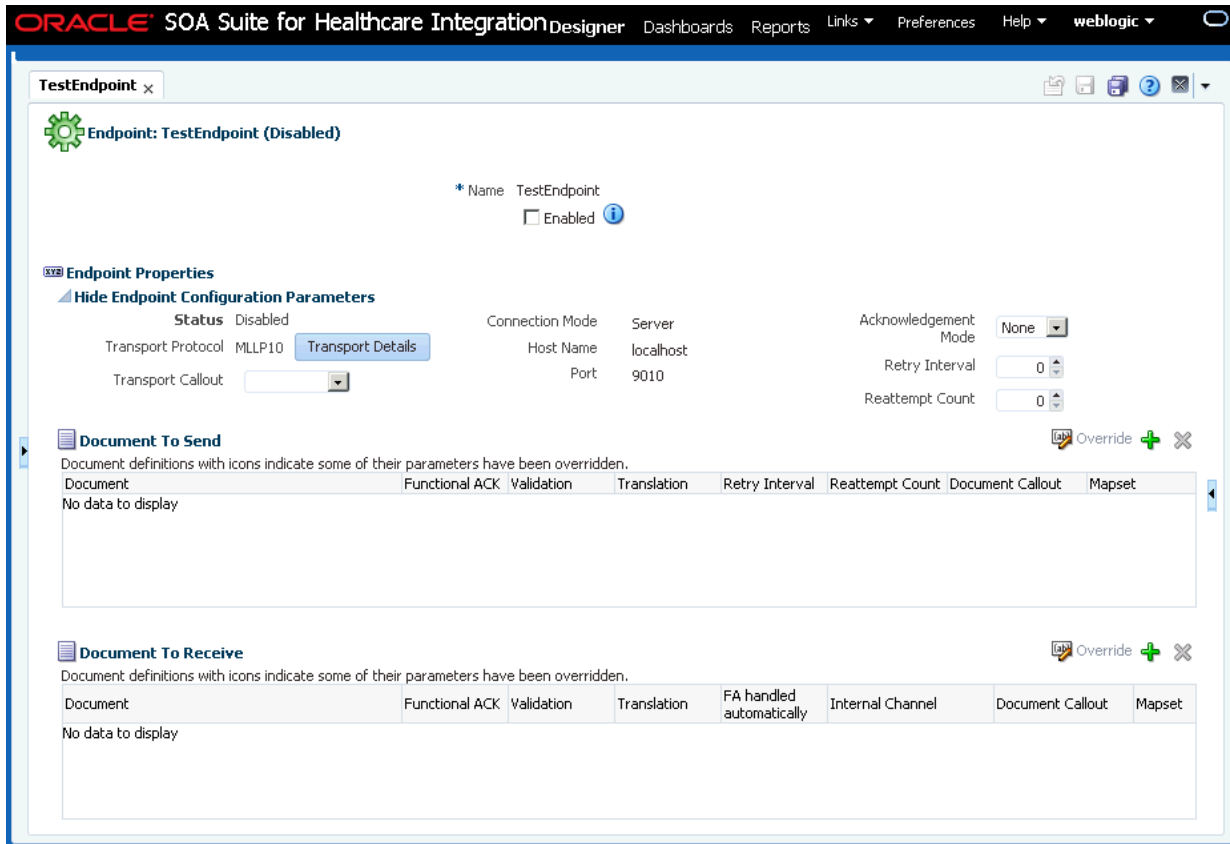 ORACLE SOA Suite for Healthcare Integration Designer Dashboards Reports Links Preferences Help weblogic
TestEndpoint x
Endpoint: TestEndpoint (Disabled)
* Name TestEndpoint
Enabled
Endpoint Properties
Hide Endpoint Configuration Parameters
Status Disabled
Transport Protocol MLLP10 Transport Details
Transport Callout
Connection Mode Server
Host Name localhost
Port 9010
Acknowledgement Mode None
Retry Interval 0
Reattempt Count 0
Document To Send
Override
Document definitions with icons indicate some of their parameters have been overridden.
Document Functional ACK Validation Translation Retry Interval Reattempt Count Document Callout Mapset
No data to display
Document To Receive
Override
Document definitions with icons indicate some of their parameters have been overridden.
Document Functional ACK Validation Translation FA handled automatically Internal Channel Document Callout Mapset
No data to display